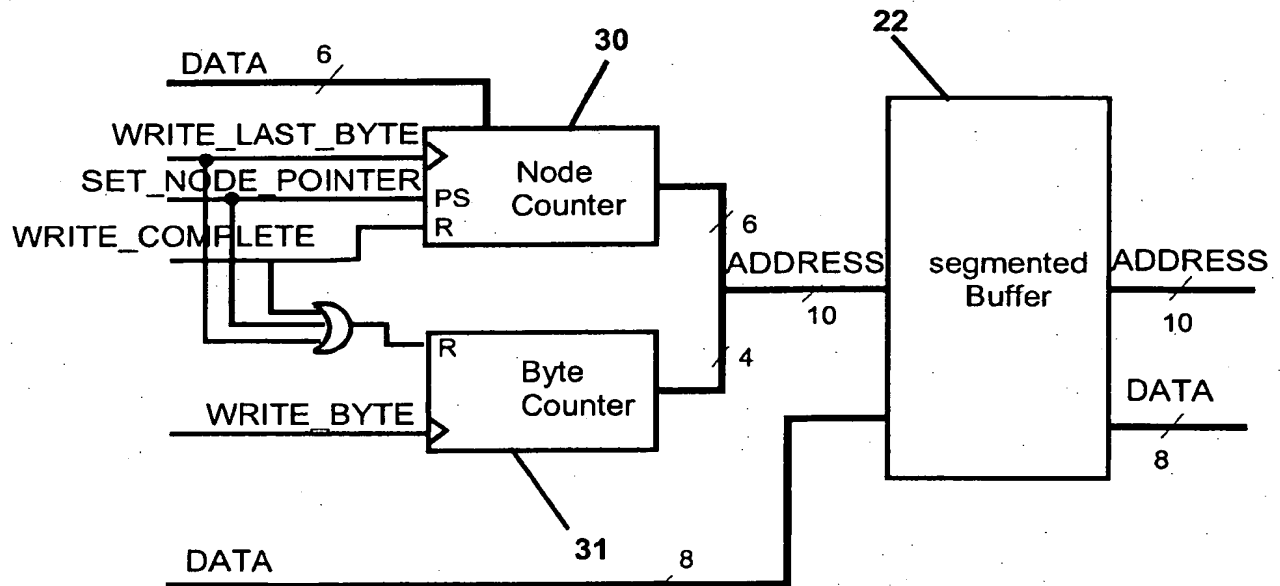 22
30
DATA 6
WRITE_LAST_BYTE
SET_NODE_POINTER
WRITE_COMPLETE
PS
R
Node
Counter
6
ADDRESS
10
segmented
Buffer
ADDRESS
10
R
Byte
Counter
4
WRITE_BYTE
DATA
8
31
DATA 8